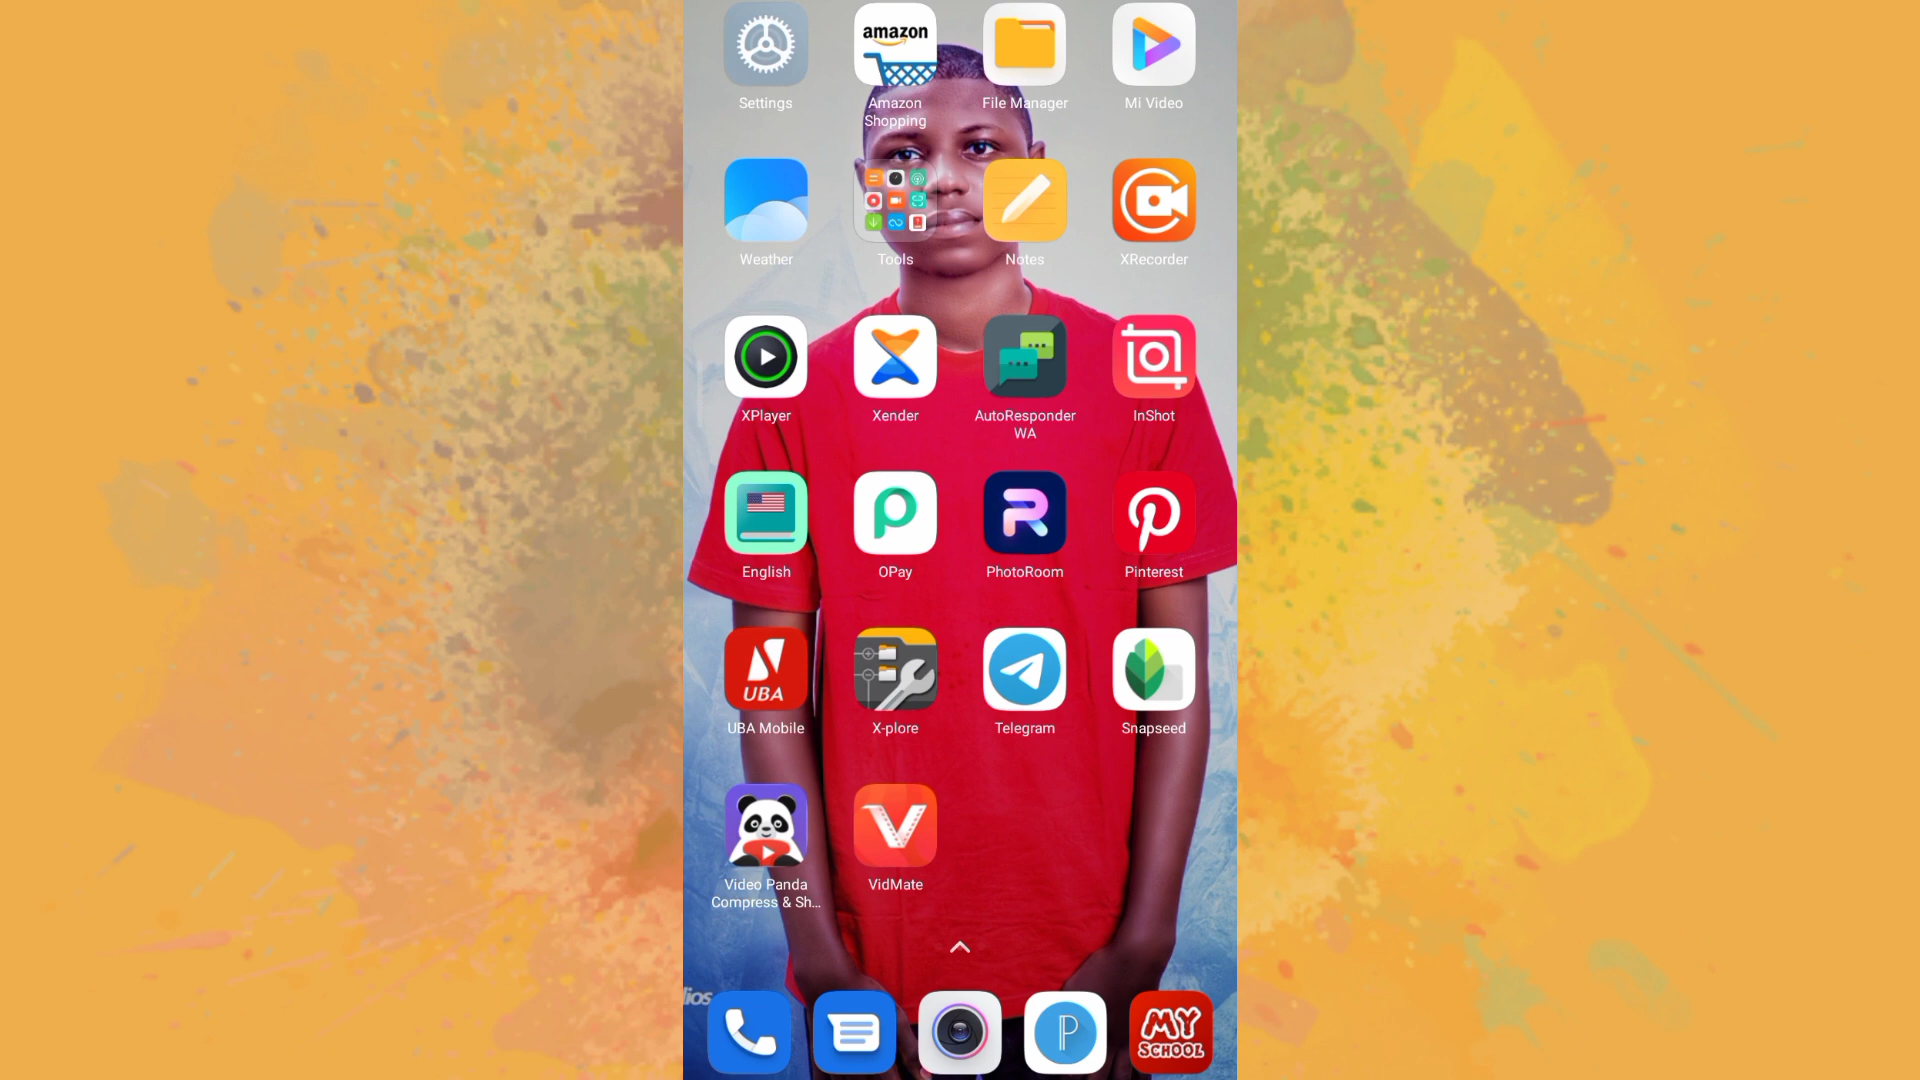 amazon
Settings
Amazon
Shopping
File Manager
Mi Video
Weather
Tools
Notes
XRecorder
XPlayer
Xender
AutoResponder
WA
InShot
English
OPay
PhotoRoom
Pinterest
UBA
UBA Mobile
X-plore
Telegram
Snapseed
Video Panda
Compress & Sh...
VidMate
lios
MY
SCHOOL